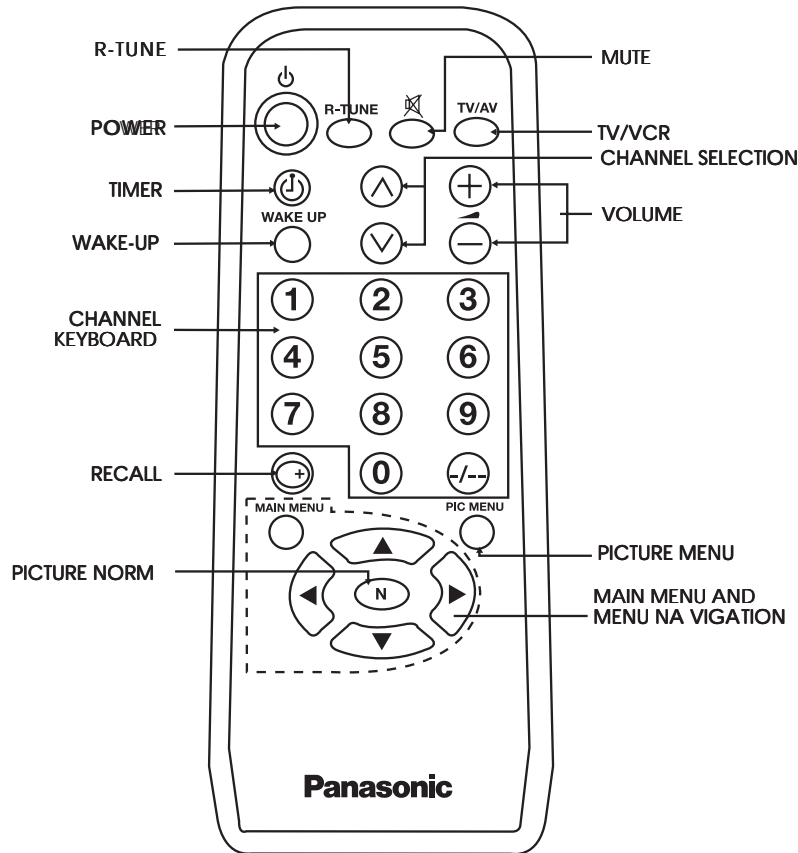 R-TUNE
MUTE
R-TUNE
TV/AV
POWER
TV/VCR
CHANNEL SELECTION
TIMER
WAKE UP
VOLUME
WAKE-UP
1 2 3
CHANNEL
KEYBOARD
4 5 6
7 8 9
RECALL
+
0 -/--
MAIN MENU
PIC MENU
PICTURE MENU
PICTURE NORM
N
MAIN MENU AND
MENU NA VIGATION
Panasonic